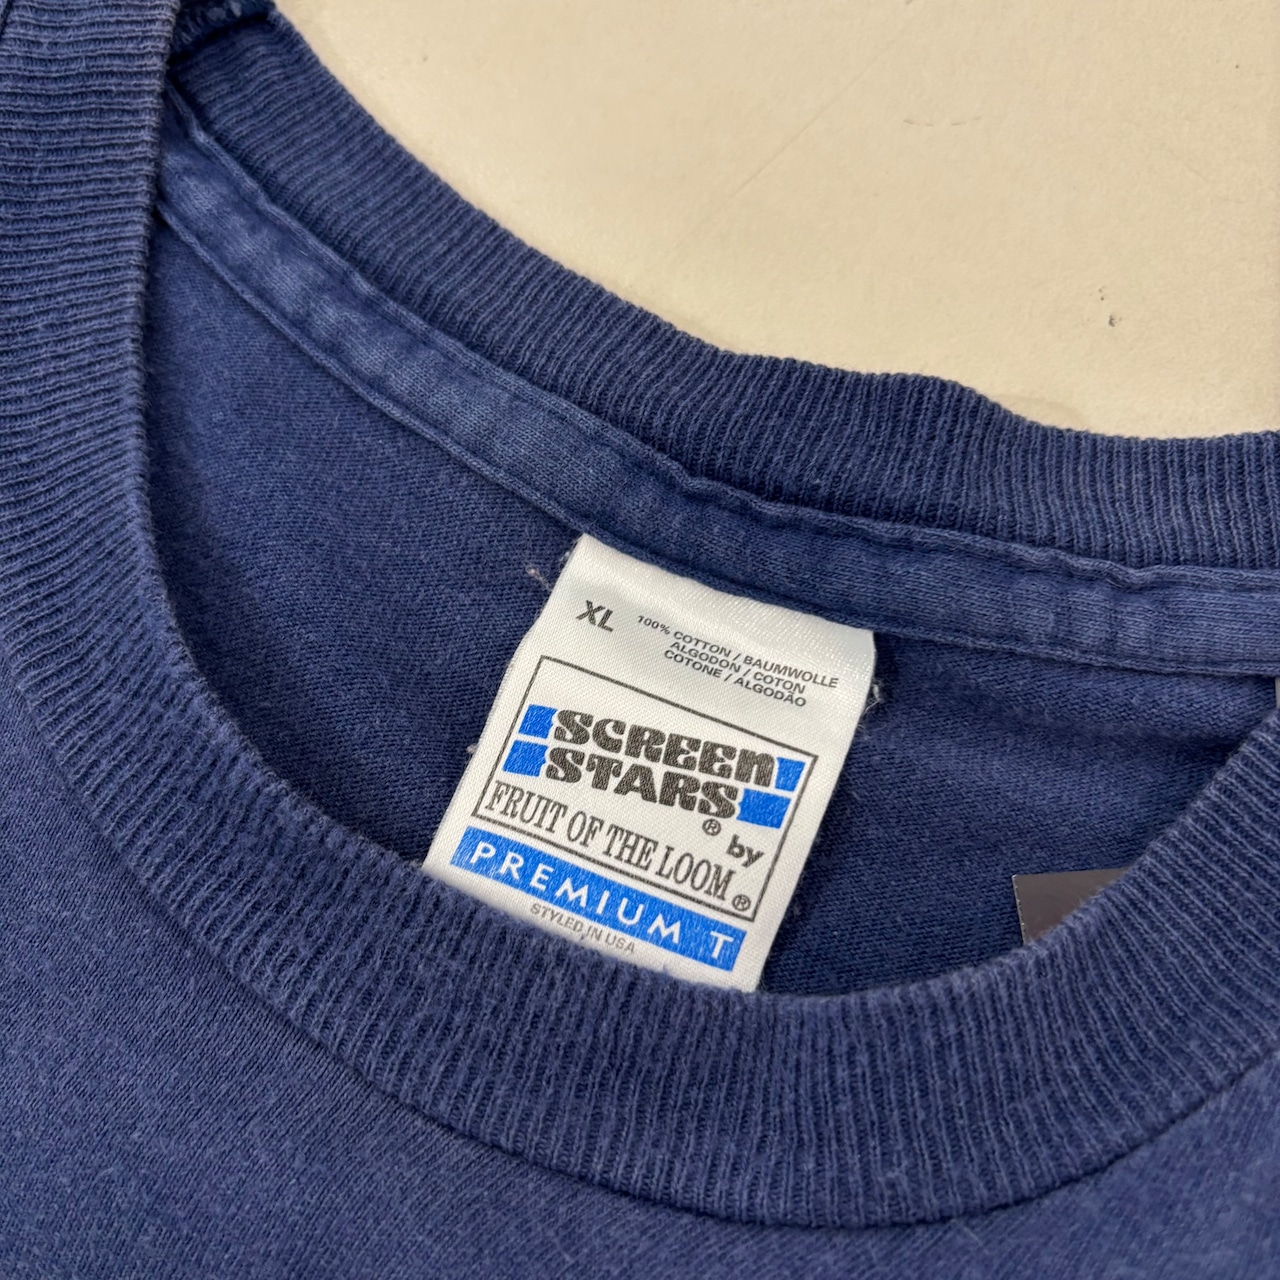 XL
100% COTTON / BAUMWOLLE
ALGODON / COTON
COTONE / ALGODÃO
SCREEN
STARS®
by
FRUIT OF THE LOOM®
PREMIUM T
STYLED IN USA